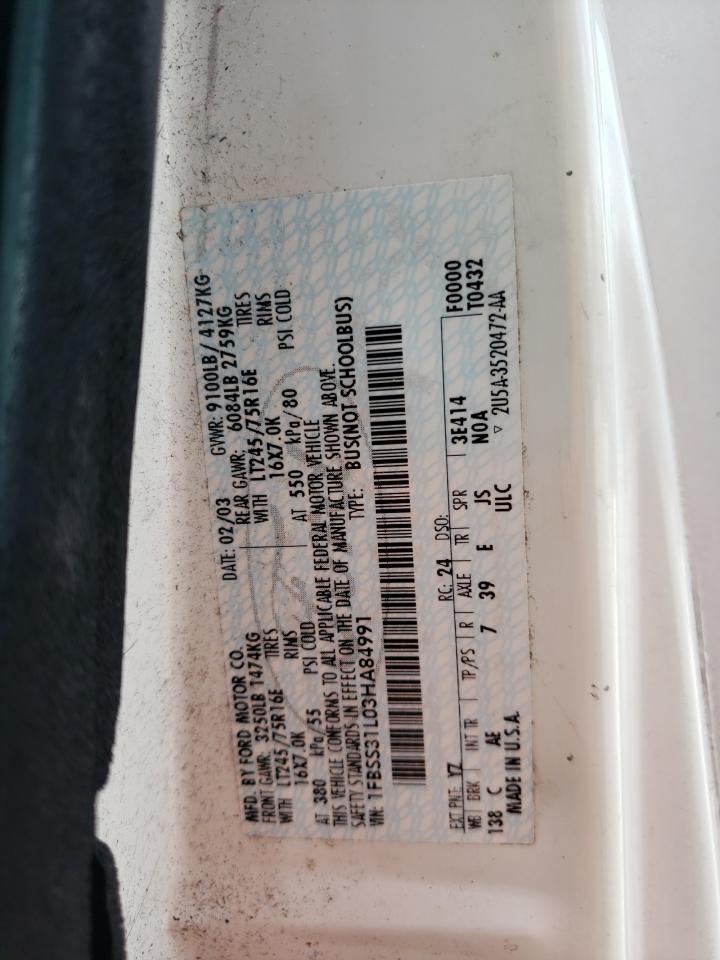 MFD. BY FORD MOTOR CO.
DATE: 02/03 GVWR: 9100LB / 4127KG
FRONT GAWR: 3250LB 1474KG REAR GAWR: 6084LB 2759KG
WITH LT245/75R16E TIRES WITH LT245/75R16E TIRES
16X7.0K RIMS 16X7.0K RIMS
AT 380 kPa/55 PSI COLD AT 550 kPa/80 PSI COLD
THIS VEHICLE CONFORMS TO ALL APPLICABLE FEDERAL MOTOR VEHICLE
SAFETY STANDARDS IN EFFECT ON THE DATE OF MANUFACTURE SHOWN ABOVE.
VIN: 1FBSS31L03HA84991 TYPE: BUS(NOT SCHOOLBUS)
EXT PNT: YZ RC: 24 DSO: F0000
WB BRK INT TR TP/PS R AXLE TR SPR 3E414 T0432
138 C AE 7 39 E JS N0A
MADE IN U.S.A. ULC ▽ 2U5A-3520472-AA